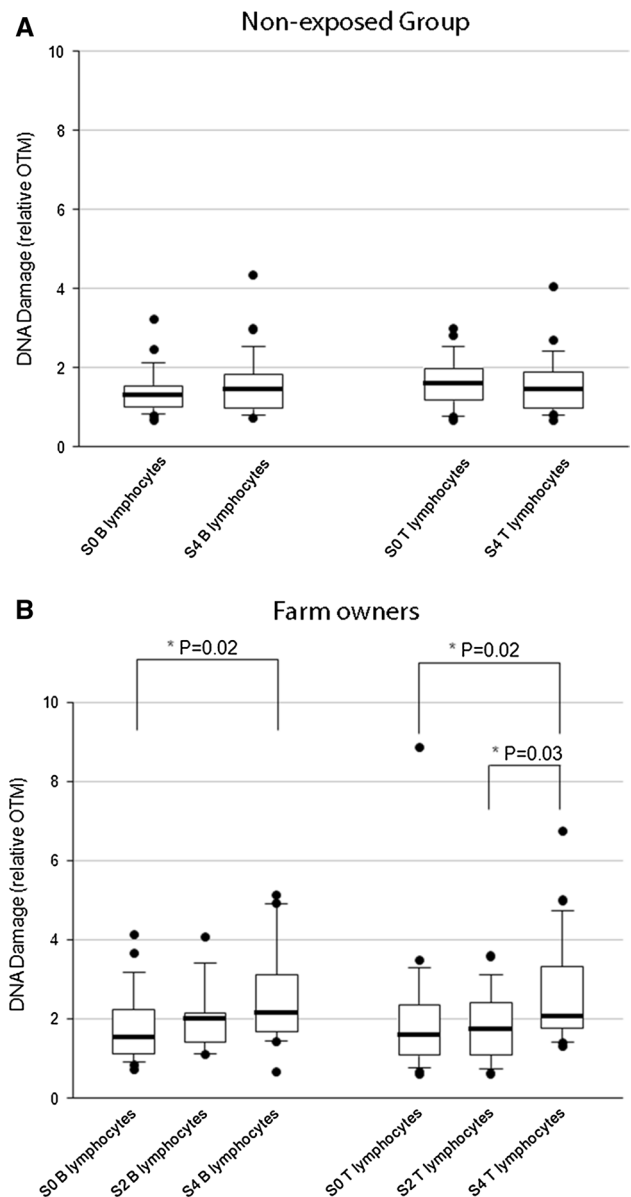 A
Non-exposed Group
DNA Damage (relative OTM)
10
8
6
4
2
0
S0 B lymphocytes
S4 B lymphocytes
S0 T lymphocytes
S4 T lymphocytes
B
Farm owners
* P=0.02
* P=0.02
* P=0.03
DNA Damage (relative OTM)
10
8
6
4
2
0
S0 B lymphocytes
S2 B lymphocytes
S4 B lymphocytes
S0 T lymphocytes
S2 T lymphocytes
S4 T lymphocytes